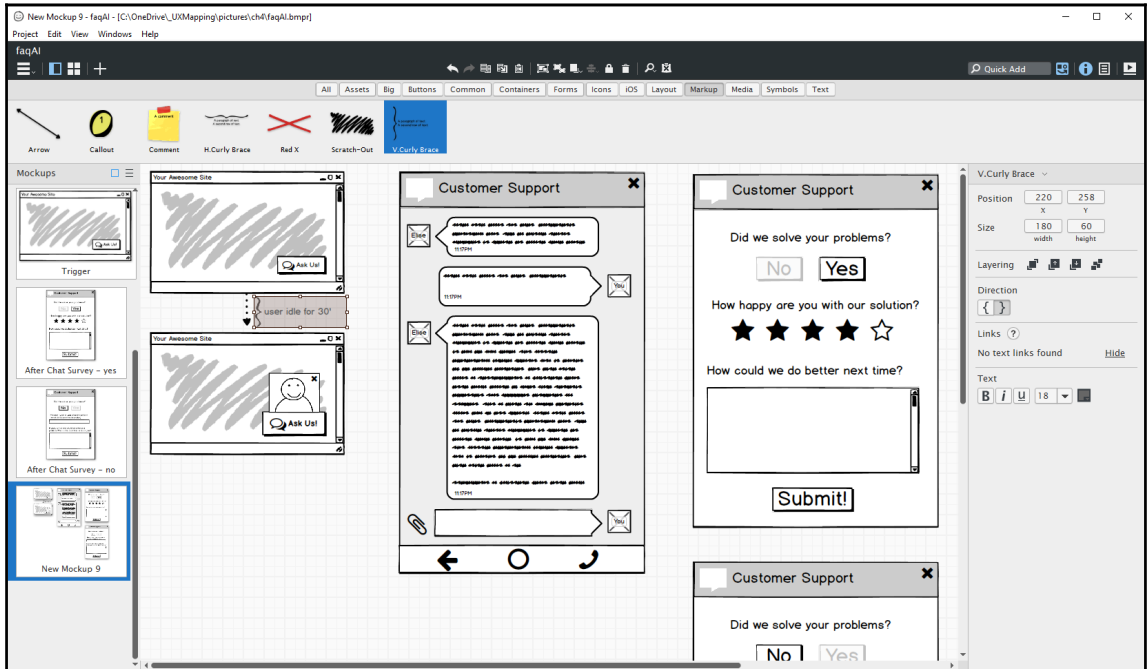 New Mockup 9 - faqAI - [C:\OneDrive\_UXMapping\pictures\ch4\faqAI.bmpr]
Project Edit View Windows Help
faqAI
Quick Add
All Assets Big Buttons Common Containers Forms Icons iOS Layout Markup Media Symbols Text
1
A comment
Arrow Callout Comment H.Curly Brace Red X Scratch-Out V.Curly Brace
Mockups
Your Awesome Site
Ask Us!
Trigger
After Chat Survey - yes
After Chat Survey - no
New Mockup 9
Your Awesome Site
Ask Us!
user idle for 30'
Your Awesome Site
Ask Us!
Customer Support
Elise
11:17PM
You
11:17PM
Elise
11:17PM
You
Customer Support
Did we solve your problems?
No Yes
How happy are you with our solution?
How could we do better next time?
Submit!
Customer Support
Did we solve your problems?
No Yes
V.Curly Brace
Position 220 258
X Y
Size 180 60
width height
Layering
Direction
{ }
Links ?
No text links found Hide
Text
B i U 18